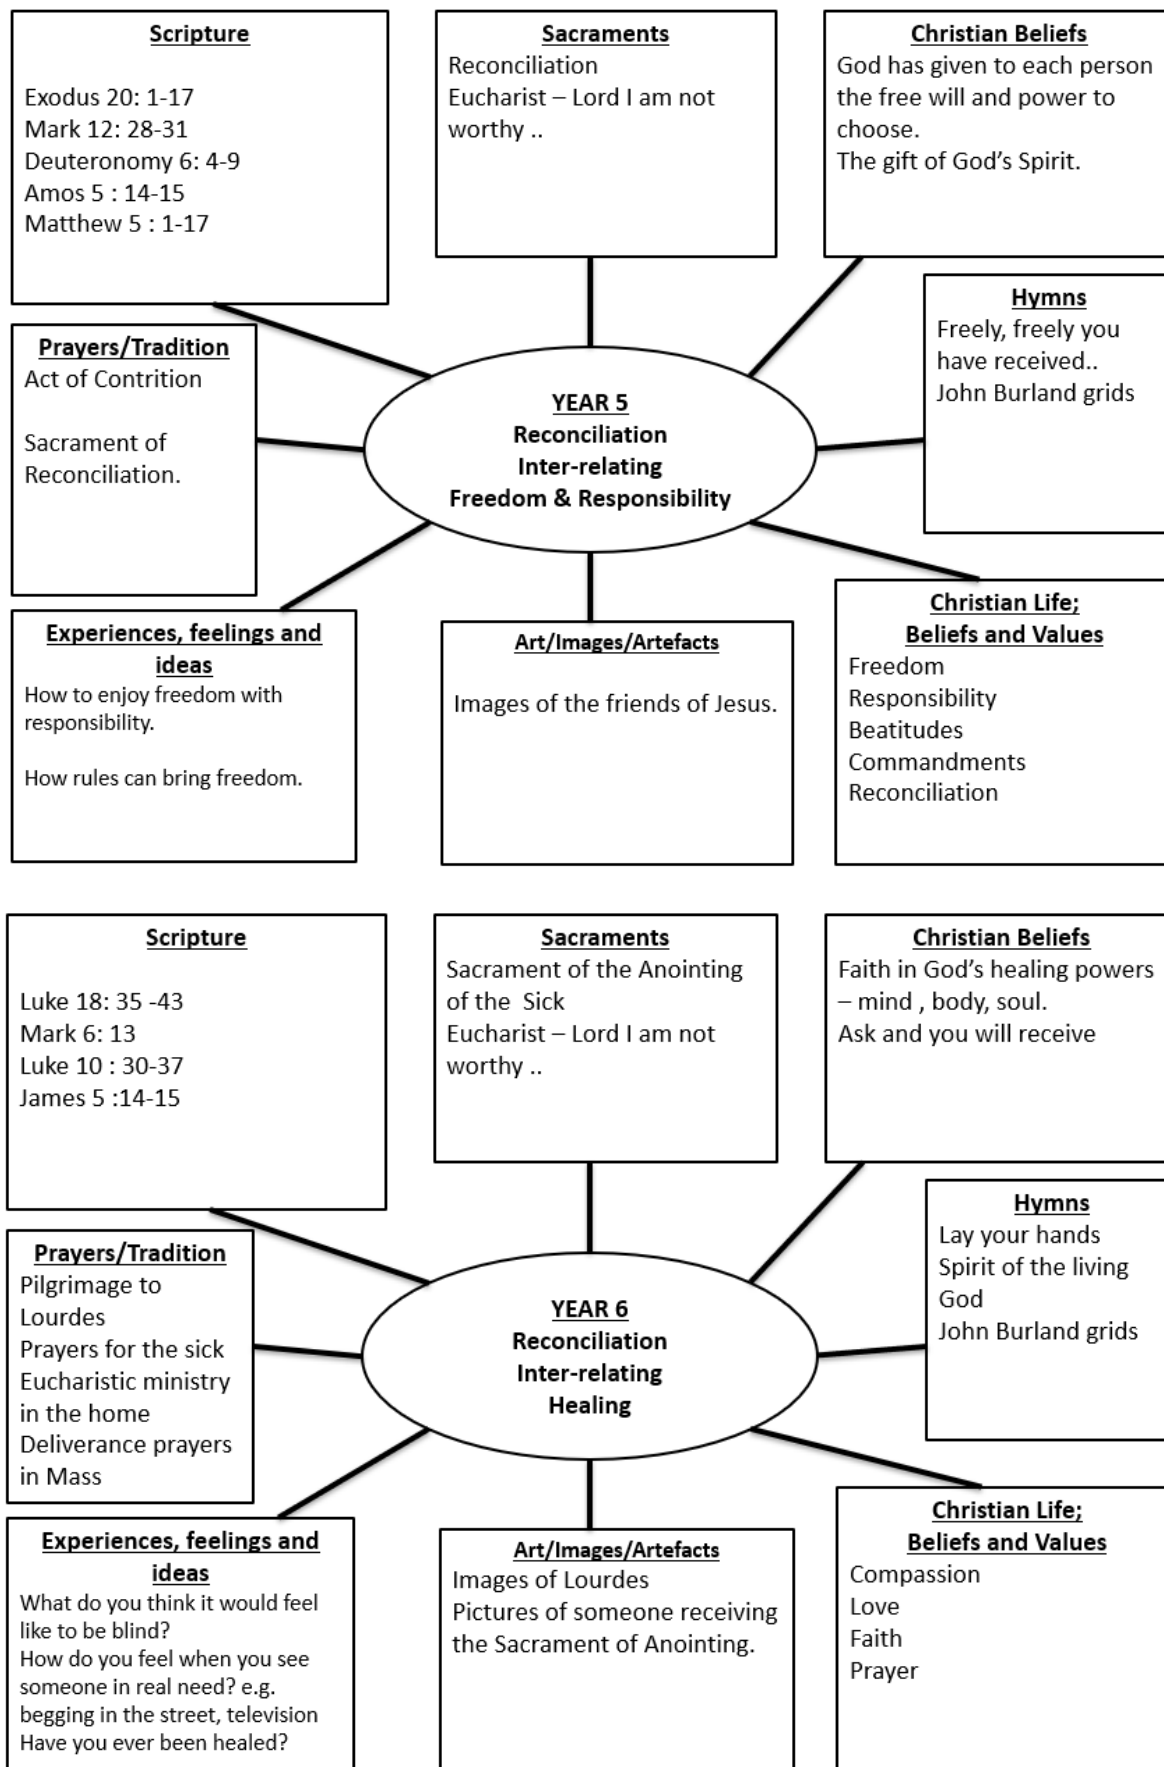 Scripture
Exodus 20: 1-17
Mark 12: 28-31
Deuteronomy 6: 4-9
Amos 5 : 14-15
Matthew 5 : 1-17
Sacraments
Reconciliation
Eucharist – Lord I am not
worthy ..
Christian Beliefs
God has given to each person
the free will and power to
choose.
The gift of God’s Spirit.
Prayers/Tradition
Act of Contrition
Sacrament of
Reconciliation.
YEAR 5
Reconciliation
Inter-relating
Freedom & Responsibility
Hymns
Freely, freely you
have received..
John Burland grids
Experiences, feelings and
ideas
How to enjoy freedom with
responsibility.
How rules can bring freedom.
Art/Images/Artefacts
Images of the friends of Jesus.
Christian Life;
Beliefs and Values
Freedom
Responsibility
Beatitudes
Commandments
Reconciliation
Scripture
Luke 18: 35 -43
Mark 6: 13
Luke 10 : 30-37
James 5 :14-15
Sacraments
Sacrament of the Anointing
of the  Sick
Eucharist – Lord I am not
worthy ..
Christian Beliefs
Faith in God’s healing powers
– mind , body, soul.
Ask and you will receive
Prayers/Tradition
Pilgrimage to
Lourdes
Prayers for the sick
Eucharistic ministry
in the home
Deliverance prayers
in Mass
YEAR 6
Reconciliation
Inter-relating
Healing
Hymns
Lay your hands
Spirit of the living
God
John Burland grids
Experiences, feelings and
ideas
What do you think it would feel
like to be blind?
How do you feel when you see
someone in real need? e.g.
begging in the street, television
Have you ever been healed?
Art/Images/Artefacts
Images of Lourdes
Pictures of someone receiving
the Sacrament of Anointing.
Christian Life;
Beliefs and Values
Compassion
Love
Faith
Prayer